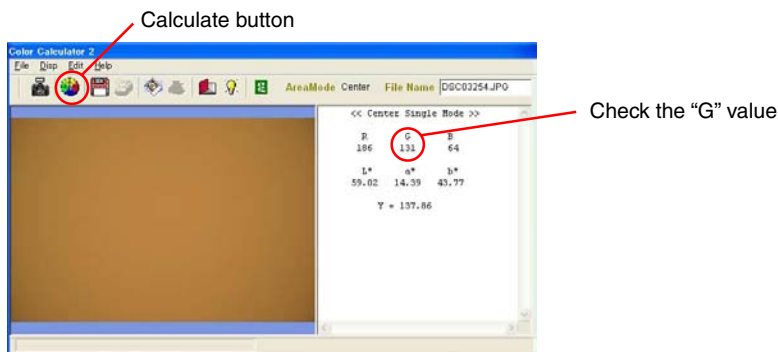 Calculate button
Color Calculator 2
File Disp Edit Help
AreaMode Center File Name DSC03254.JPG
<< Center Single Mode >>
Check the “G” value
R G B
186 131 64
L* a* b*
59.02 14.39 43.77
Y = 137.86